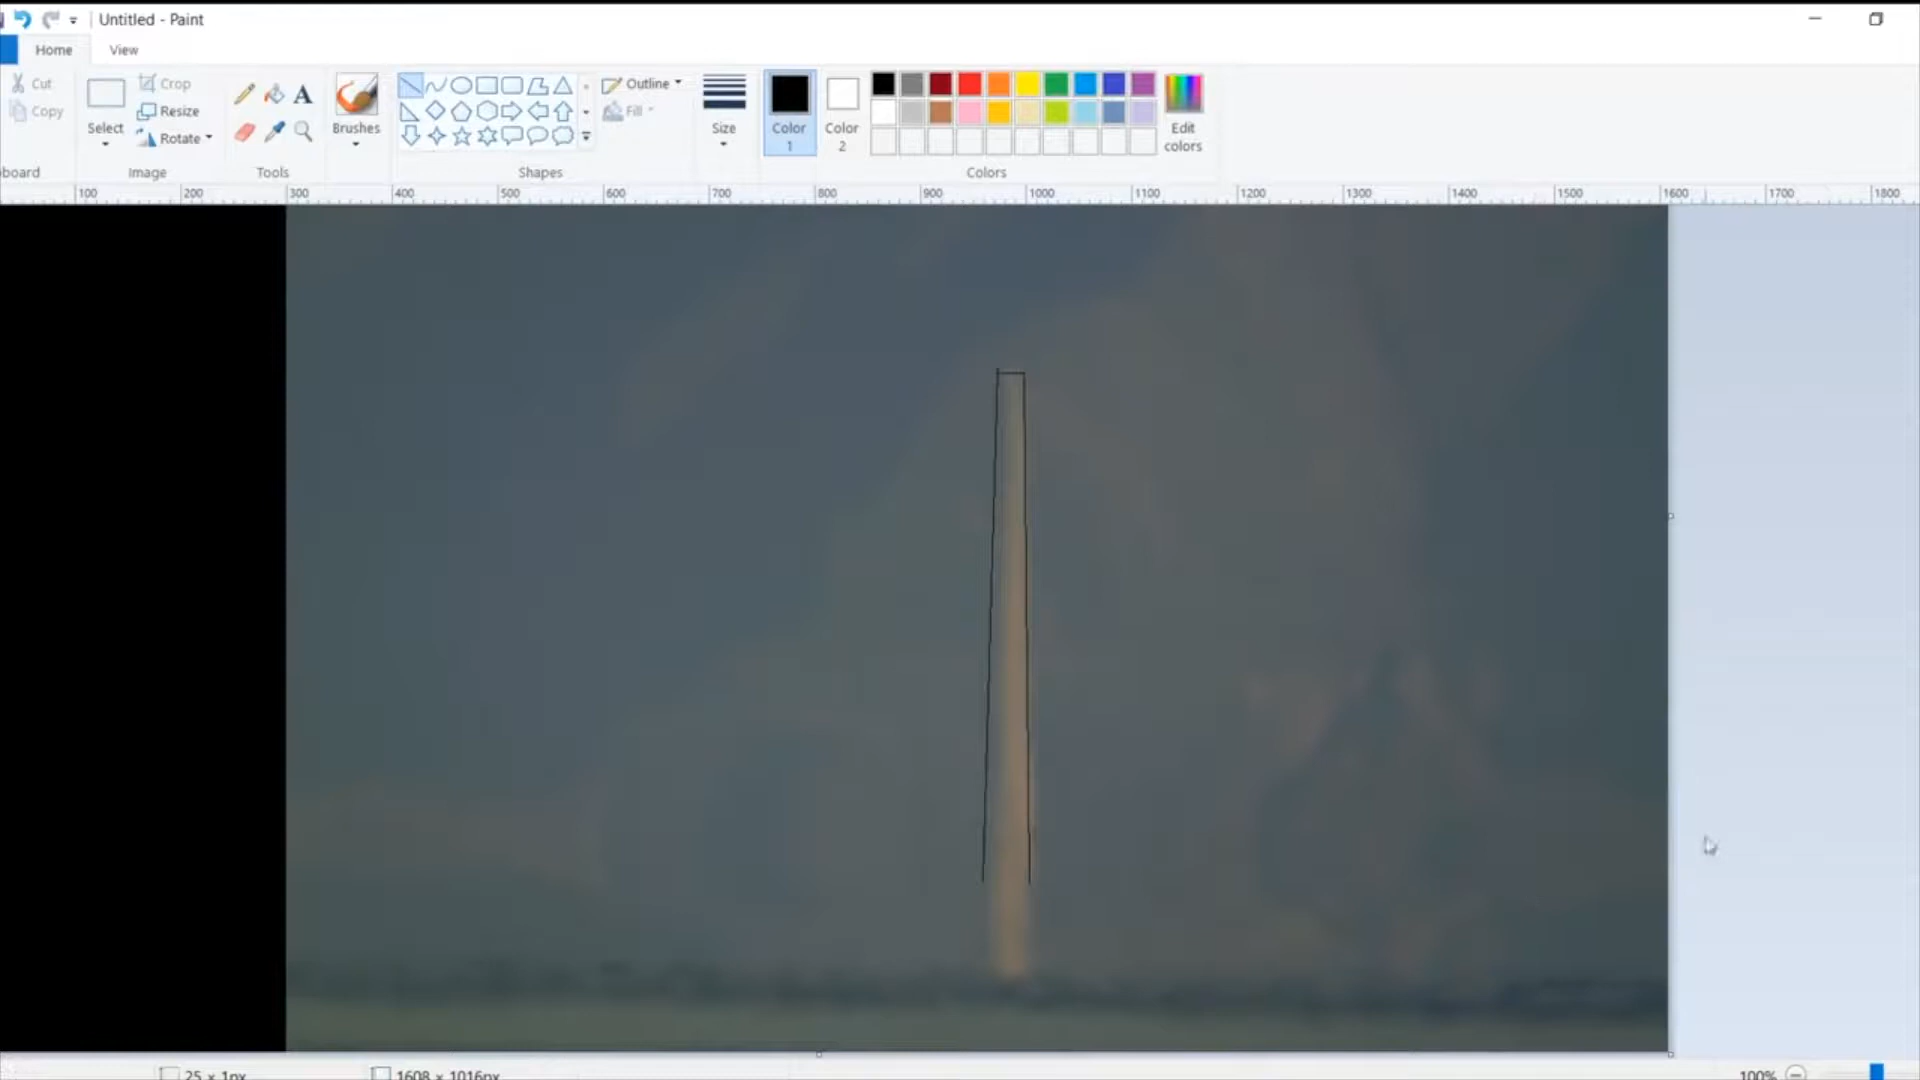 Untitled - Paint
Home View
Cut
Copy
Select
Crop
Resize
Rotate
A
Brushes
Outline
Fill
Size
Color
1
Color
2
Edit
colors
board
Image
Tools
Shapes
Colors
100 200 300 400 500 600 700 800 900 1000 1100 1200 1300 1400 1500 1600 1700 1800
25 × 1px 1608 × 1016px 100%